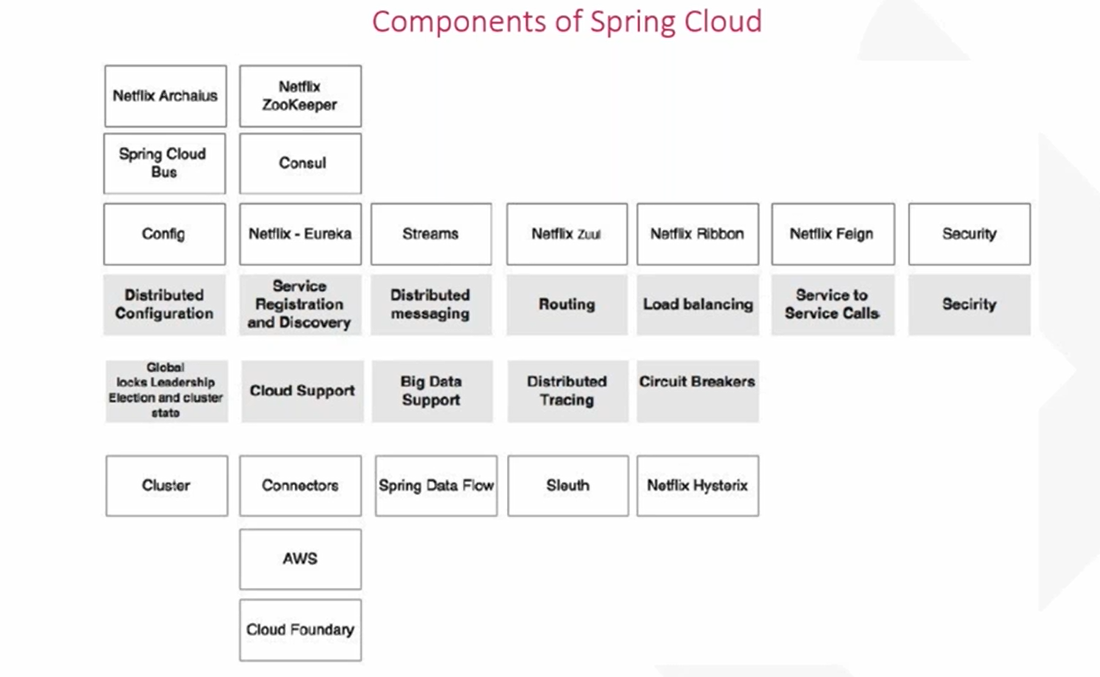 Components of Spring Cloud
Netflix Archaius
Netflix
ZooKeeper
Spring Cloud
Bus
Consul
Config
Netflix - Eureka
Streams
Netflix Zuul
Netflix Ribbon
Netflix Feign
Security
Distributed
Configuration
Service
Registration
and Discovery
Distributed
messaging
Routing
Load balancing
Service to
Service Calls
Secirity
Global
locks Leadership
Election and cluster
state
Cloud Support
Big Data
Support
Distributed
Tracing
Circuit Breakers
Cluster
Connectors
Spring Data Flow
Sleuth
Netflix Hysterix
AWS
Cloud Foundary